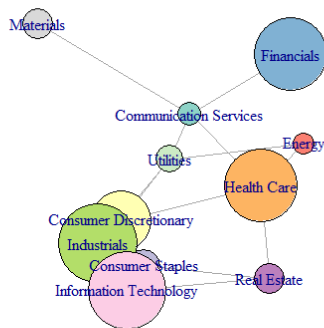 Materials
Financials
Communication Services
Energy
Utilities
Health Care
Consumer Discretionary
Industrials
Consumer Staples
Real Estate
Information Technology